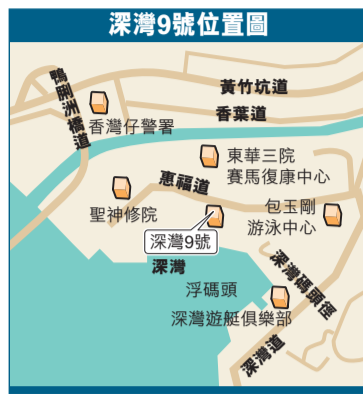 深灣9號位置圖
鴨脷洲橋道
黃竹坑道
香葉道
香灣仔警署
東華三院
賽馬復康中心
惠福道
聖神修院
包玉剛
游泳中心
深灣9號
深灣
深灣碼頭徑
浮碼頭
深灣遊艇俱樂部
深灣道